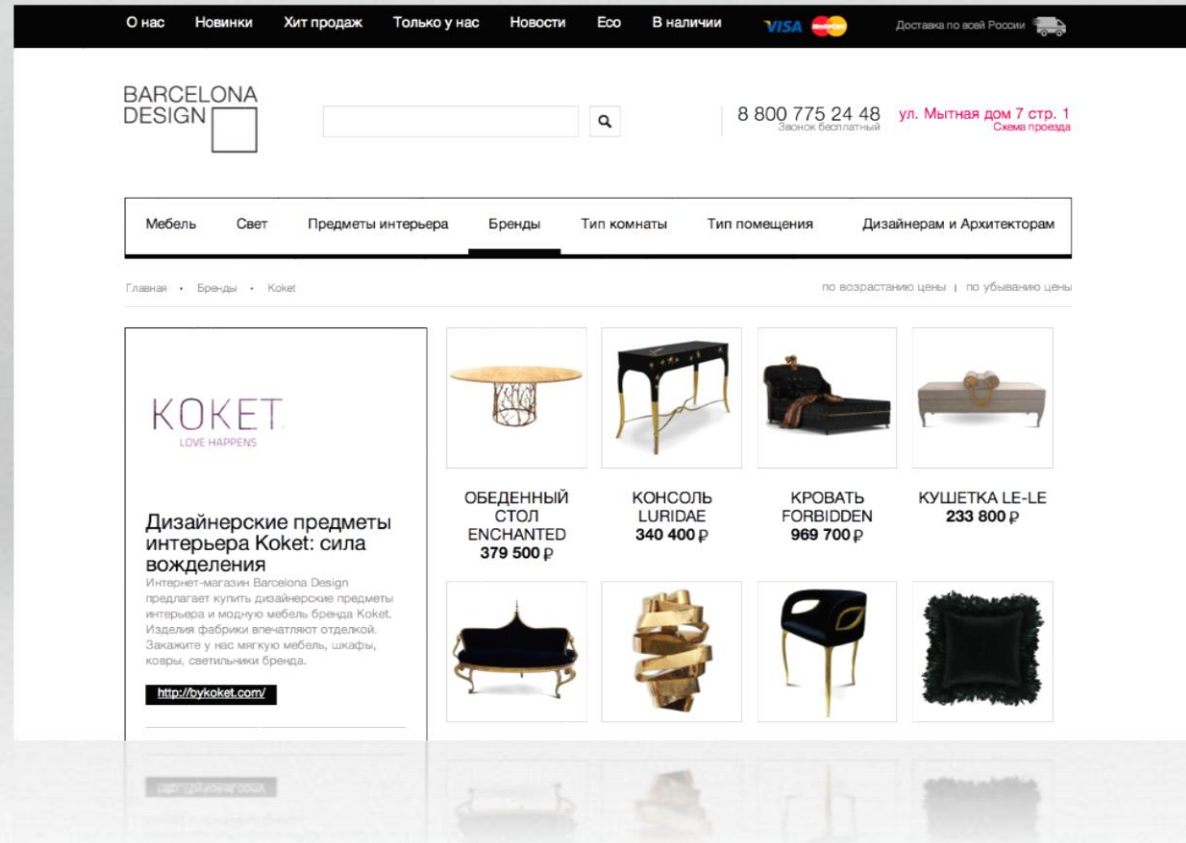 О нас Новинки Хит продаж Только у нас Новости Eco В наличии VISA MasterCard Доставка по всей России
BARCELONA
DESIGN
8 800 775 24 48
Звонок бесплатный
ул. Мытная дом 7 стр. 1
Схема проезда
Мебель Свет Предметы интерьера Бренды Тип комнаты Тип помещения Дизайнерам и Архитекторам
Главная • Бренды • Koket
по возрастанию цены | по убыванию цены
KOKET
LOVE HAPPENS
Дизайнерские предметы
интерьера Koket: сила
вожделения
Интернет-магазин Barcelona Design
предлагает купить дизайнерские предметы
интерьера и модную мебель бренда Koket.
Изделия фабрики впечатляют отделкой.
Закажите у нас мягкую мебель, шкафы,
ковры, светильники бренда.
http://bykoket.com/
ОБЕДЕННЫЙ
СТОЛ
ENCHANTED
379 500 ₽
КОНСОЛЬ
LURIDAE
340 400 ₽
КРОВАТЬ
FORBIDDEN
969 700 ₽
КУШЕТКА LE-LE
233 800 ₽